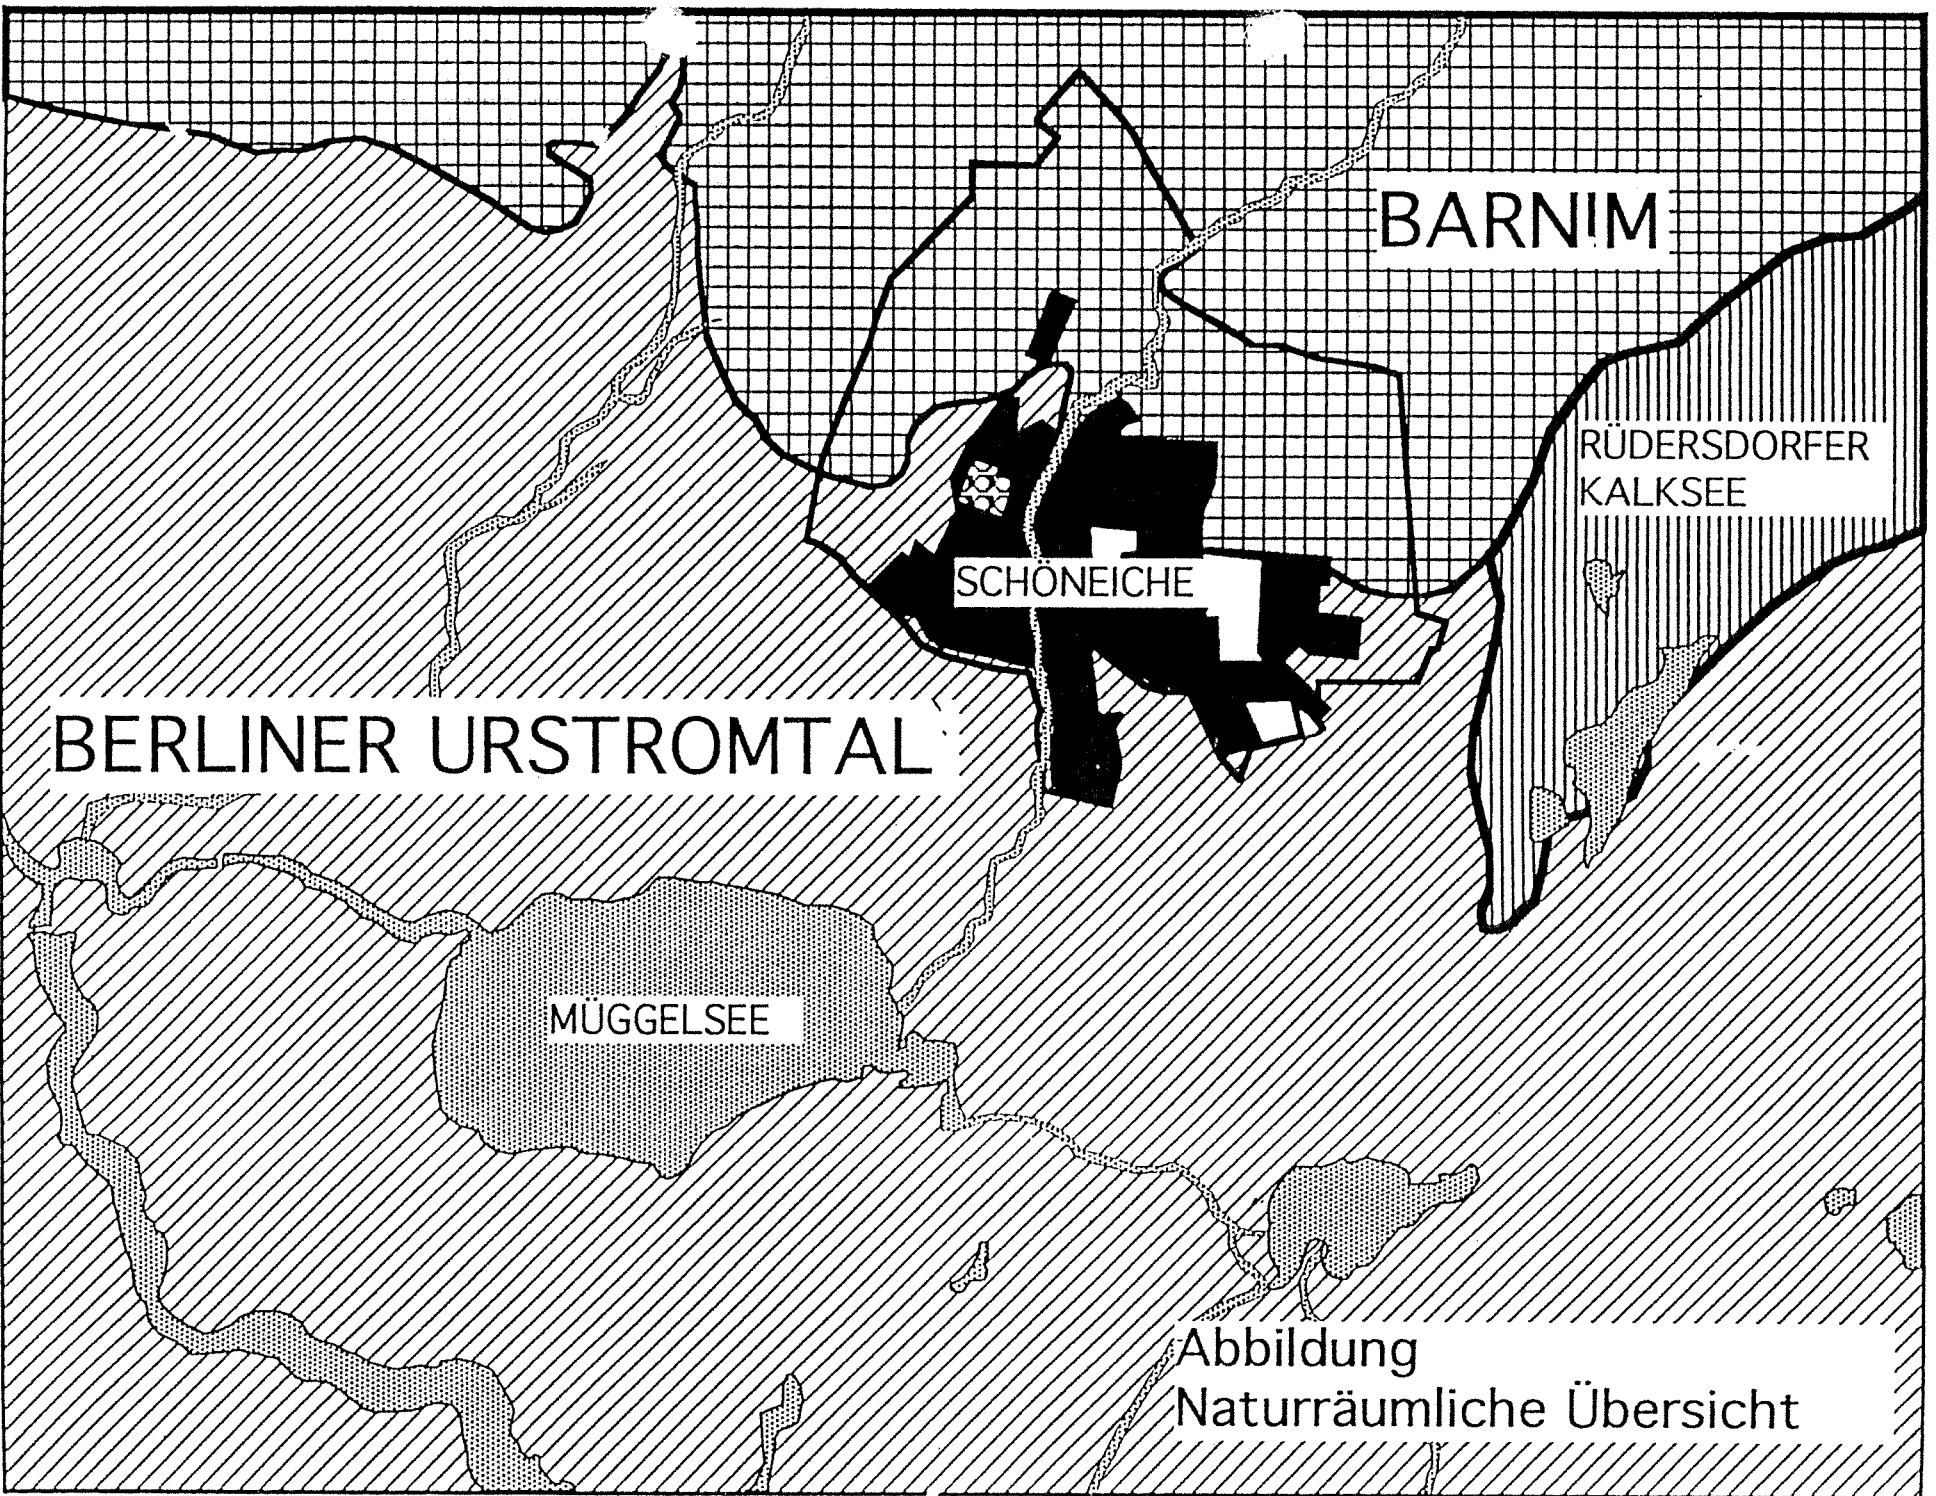 BARNIM
RÜDERSDORFER
KALKSEE
SCHÖNEICHE
BERLINER URSTROMTAL
MÜGGELSEE
Abbildung
Naturräumliche Übersicht